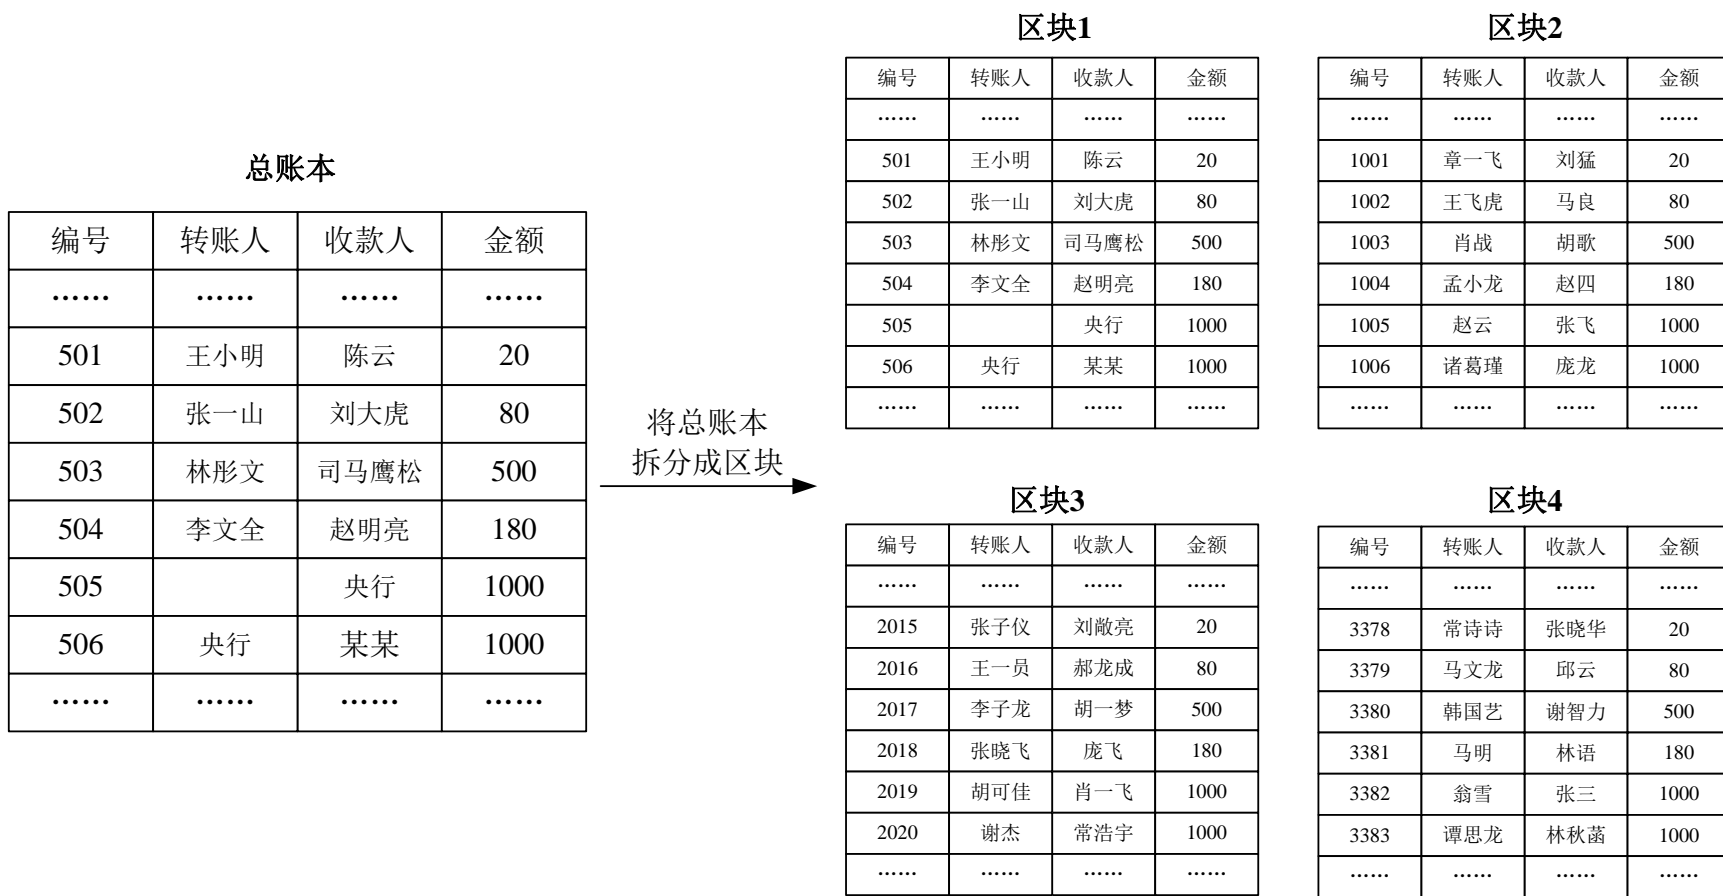 总账本
编号 转账人 收款人 金额
…… …… …… ……
501 王小明 陈云 20
502 张一山 刘大虎 80
503 林彤文 司马鹰松 500
504 李文全 赵明亮 180
505 央行 1000
506 央行 某某 1000
…… …… …… ……
将总账本
拆分成区块
区块1
编号 转账人 收款人 金额
…… …… …… ……
501 王小明 陈云 20
502 张一山 刘大虎 80
503 林彤文 司马鹰松 500
504 李文全 赵明亮 180
505 央行 1000
506 央行 某某 1000
…… …… …… ……
区块2
编号 转账人 收款人 金额
…… …… …… ……
1001 章一飞 刘猛 20
1002 王飞虎 马良 80
1003 肖战 胡歌 500
1004 孟小龙 赵四 180
1005 赵云 张飞 1000
1006 诸葛瑾 庞龙 1000
…… …… …… ……
区块3
编号 转账人 收款人 金额
…… …… …… ……
2015 张子仪 刘敞亮 20
2016 王一员 郝龙成 80
2017 李子龙 胡一梦 500
2018 张晓飞 庞飞 180
2019 胡可佳 肖一飞 1000
2020 谢杰 常浩宇 1000
…… …… …… ……
区块4
编号 转账人 收款人 金额
…… …… …… ……
3378 常诗诗 张晓华 20
3379 马文龙 邱云 80
3380 韩国艺 谢智力 500
3381 马明 林语 180
3382 翁雪 张三 1000
3383 谭思龙 林秋菡 1000
…… …… …… ……